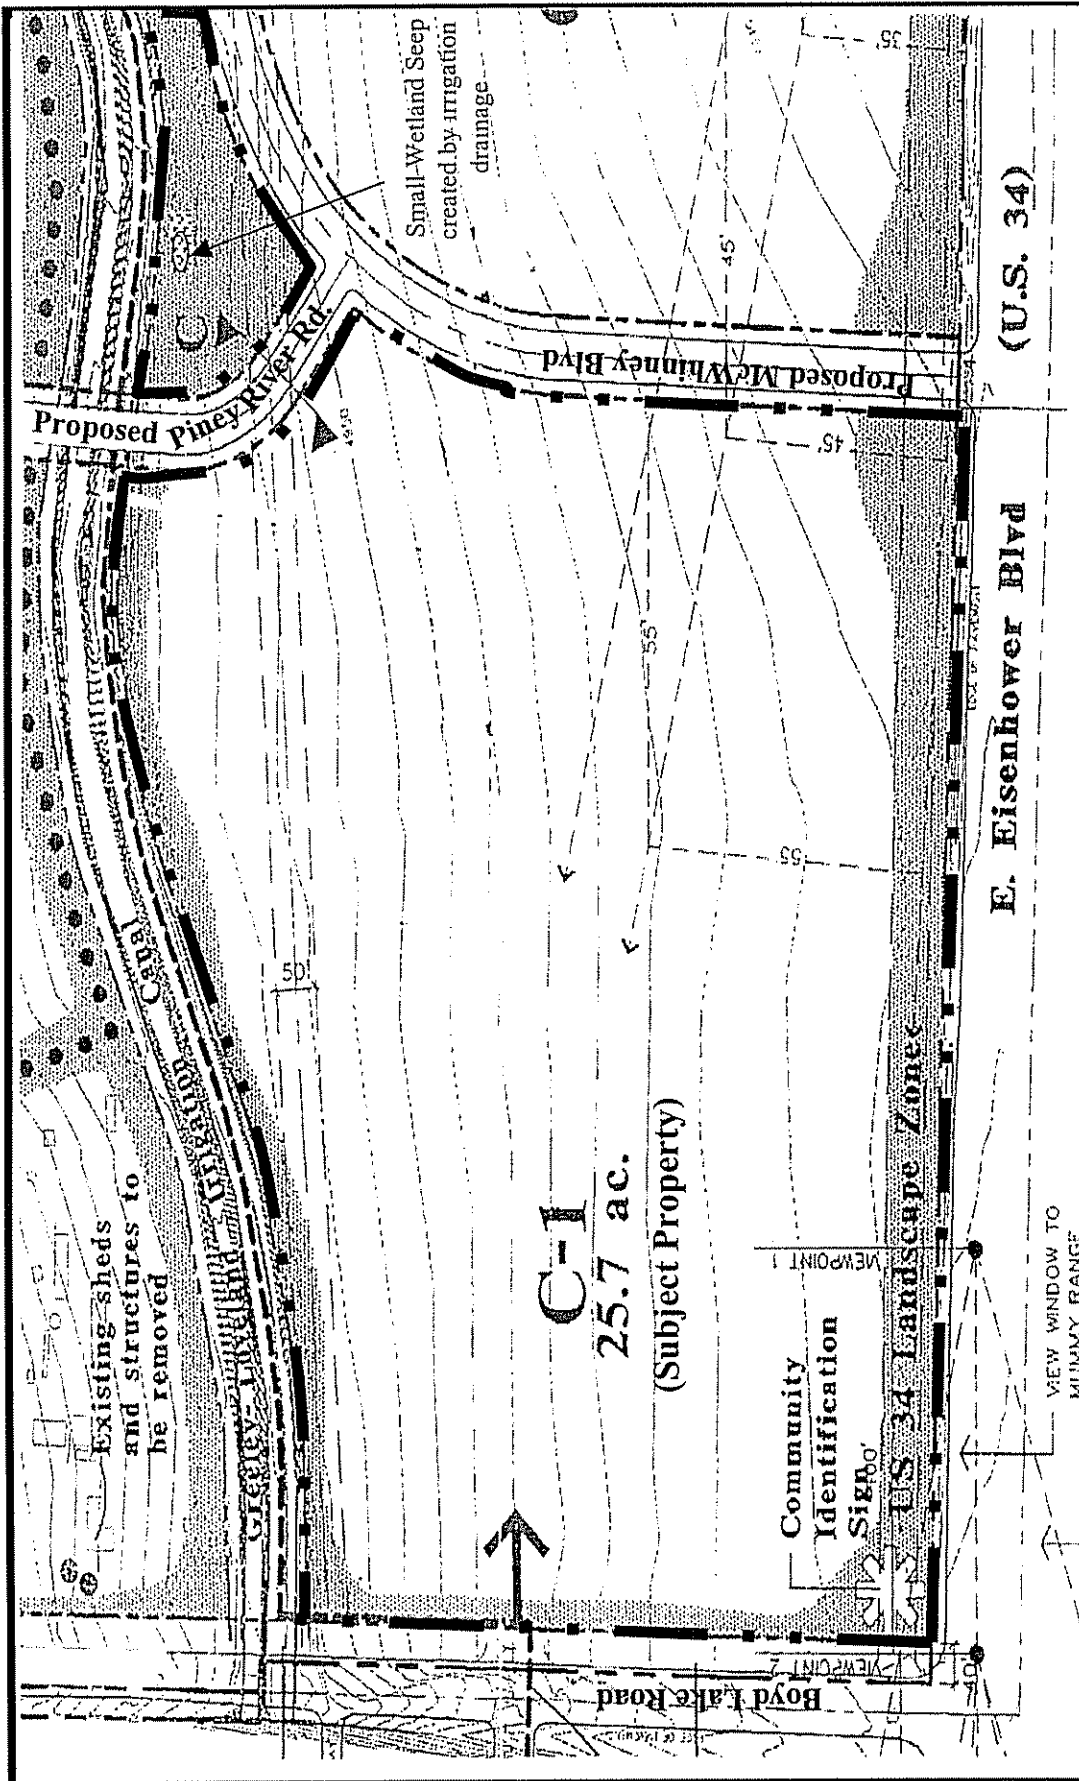 Small Wetland Seep
created by irrigation
drainage
35'
45'
C
Proposed Piney River Rd.
Proposed McWhinney Blvd
45'
55'
55'
50'
Greeley-Loveland Irrigation Canal
Existing sheds
and structures to
be removed
C-1
25.7 ac.
(Subject Property)
VIEWPOINT 1
Community
Identification
Sign
U.S. 34 Landscape Zone
E. Eisenhower Blvd (U.S. 34)
VIEW WINDOW TO
MUMMY RANGE
VIEWPOINT 2
Boyd Lake Road